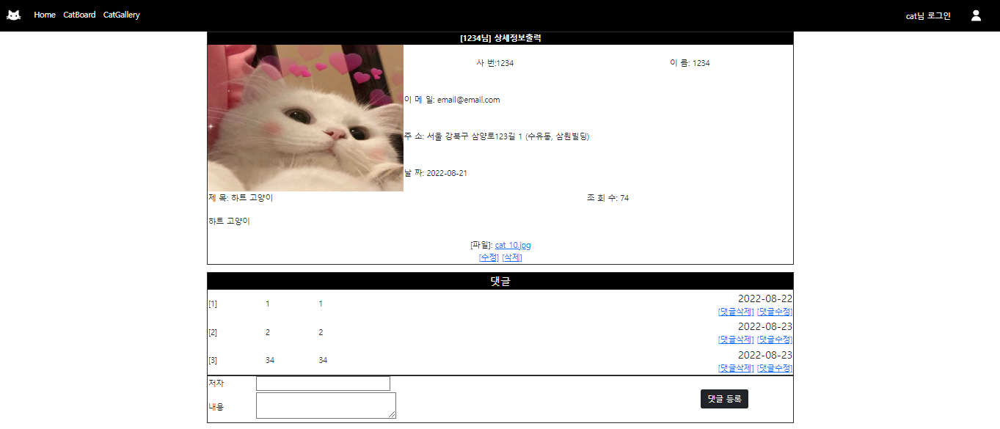 Home CatBoard CatGallery cat님 로그인
[1234님] 상세정보출력
사 번:1234 이 름: 1234
이 메 일: email@email.com
주 소: 서울 강북구 삼양로123길 1 (수유동, 삼원빌딩)
날 짜: 2022-08-21
제 목: 하트 고양이 조 회 수: 74
하트 고양이
[파일]: cat_10.jpg
[수정] [삭제]
댓글
[1] 1 1 2022-08-22
[댓글삭제] [댓글수정]
[2] 2 2 2022-08-23
[댓글삭제] [댓글수정]
[3] 34 34 2022-08-23
[댓글삭제] [댓글수정]
저자
내용 댓글 등록